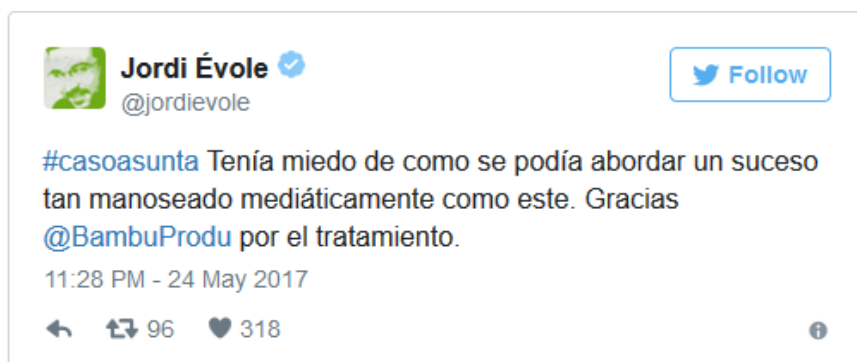 Jordi Évole
@jordievole
Follow
#casoasunta Tenía miedo de como se podía abordar un suceso
tan manoseado mediáticamente como este. Gracias
@BambuProdu por el tratamiento.
11:28 PM - 24 May 2017
96 318